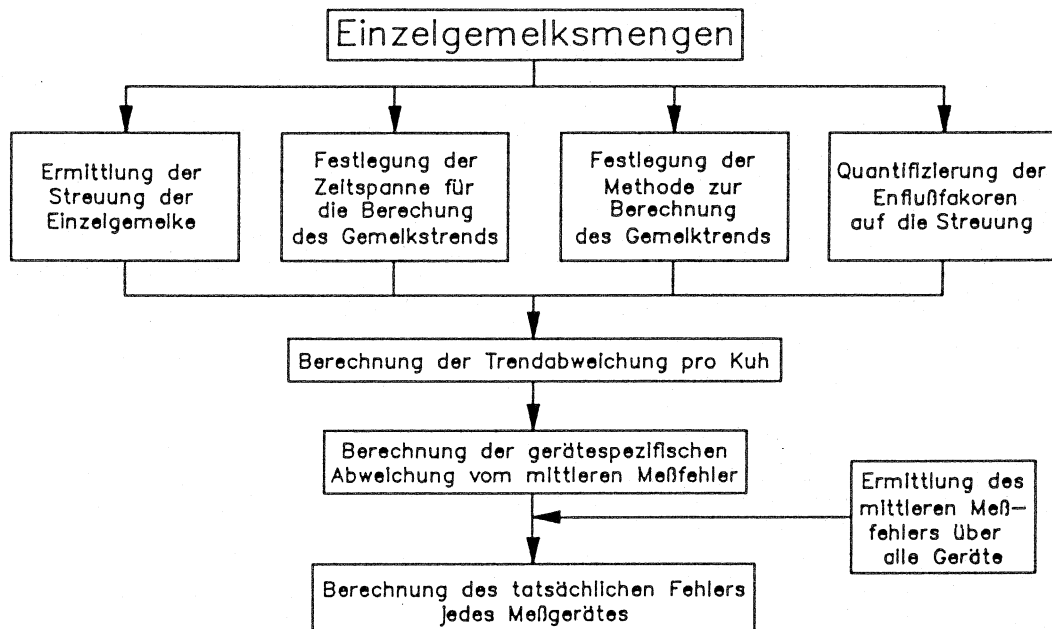 Einzelgemelksmengen
Ermittlung der
Streuung der
Einzelgemelke
Festlegung der
Zeitspanne für
die Berechung
des Gemelkstrends
Festlegung der
Methode zur
Berechnung
des Gemelktrends
Quantifizierung der
Enflußfakoren
auf die Streuung
Berechnung der Trendabweichung pro Kuh
Berechnung der gerätespezifischen
Abweichung vom mittleren Meßfehler
Ermittlung des
mittleren Meß-
fehlers über
alle Geräte
Berechnung des tatsächlichen Fehlers
jedes Meßgerätes